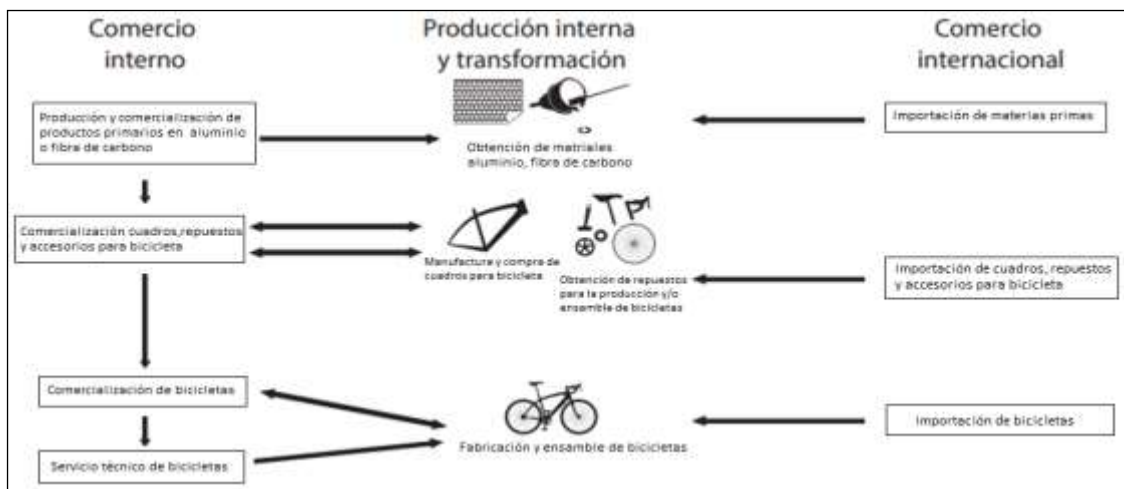 Comercio
interno
Producción interna
y transformación
Comercio
internacional
Producción y comercialización de
productos primarios en aluminio
o fibra de carbono
Obtención de matriales
aluminio, fibra de carbono
Importación de materias primas
Comercialización cuadros,repuestos
y accesorios para bicicleta
Manufactura y compra de
cuadros para bicicleta
Obtención de repuestos
para la producción y/o
ensamble de bicicletas
Importación de cuadros, repuestos
y accesorios para bicicleta
Comercialización de bicicletas
Fabricación y ensamble de bicicletas
Importación de bicicletas
Servicio técnico de bicicletas